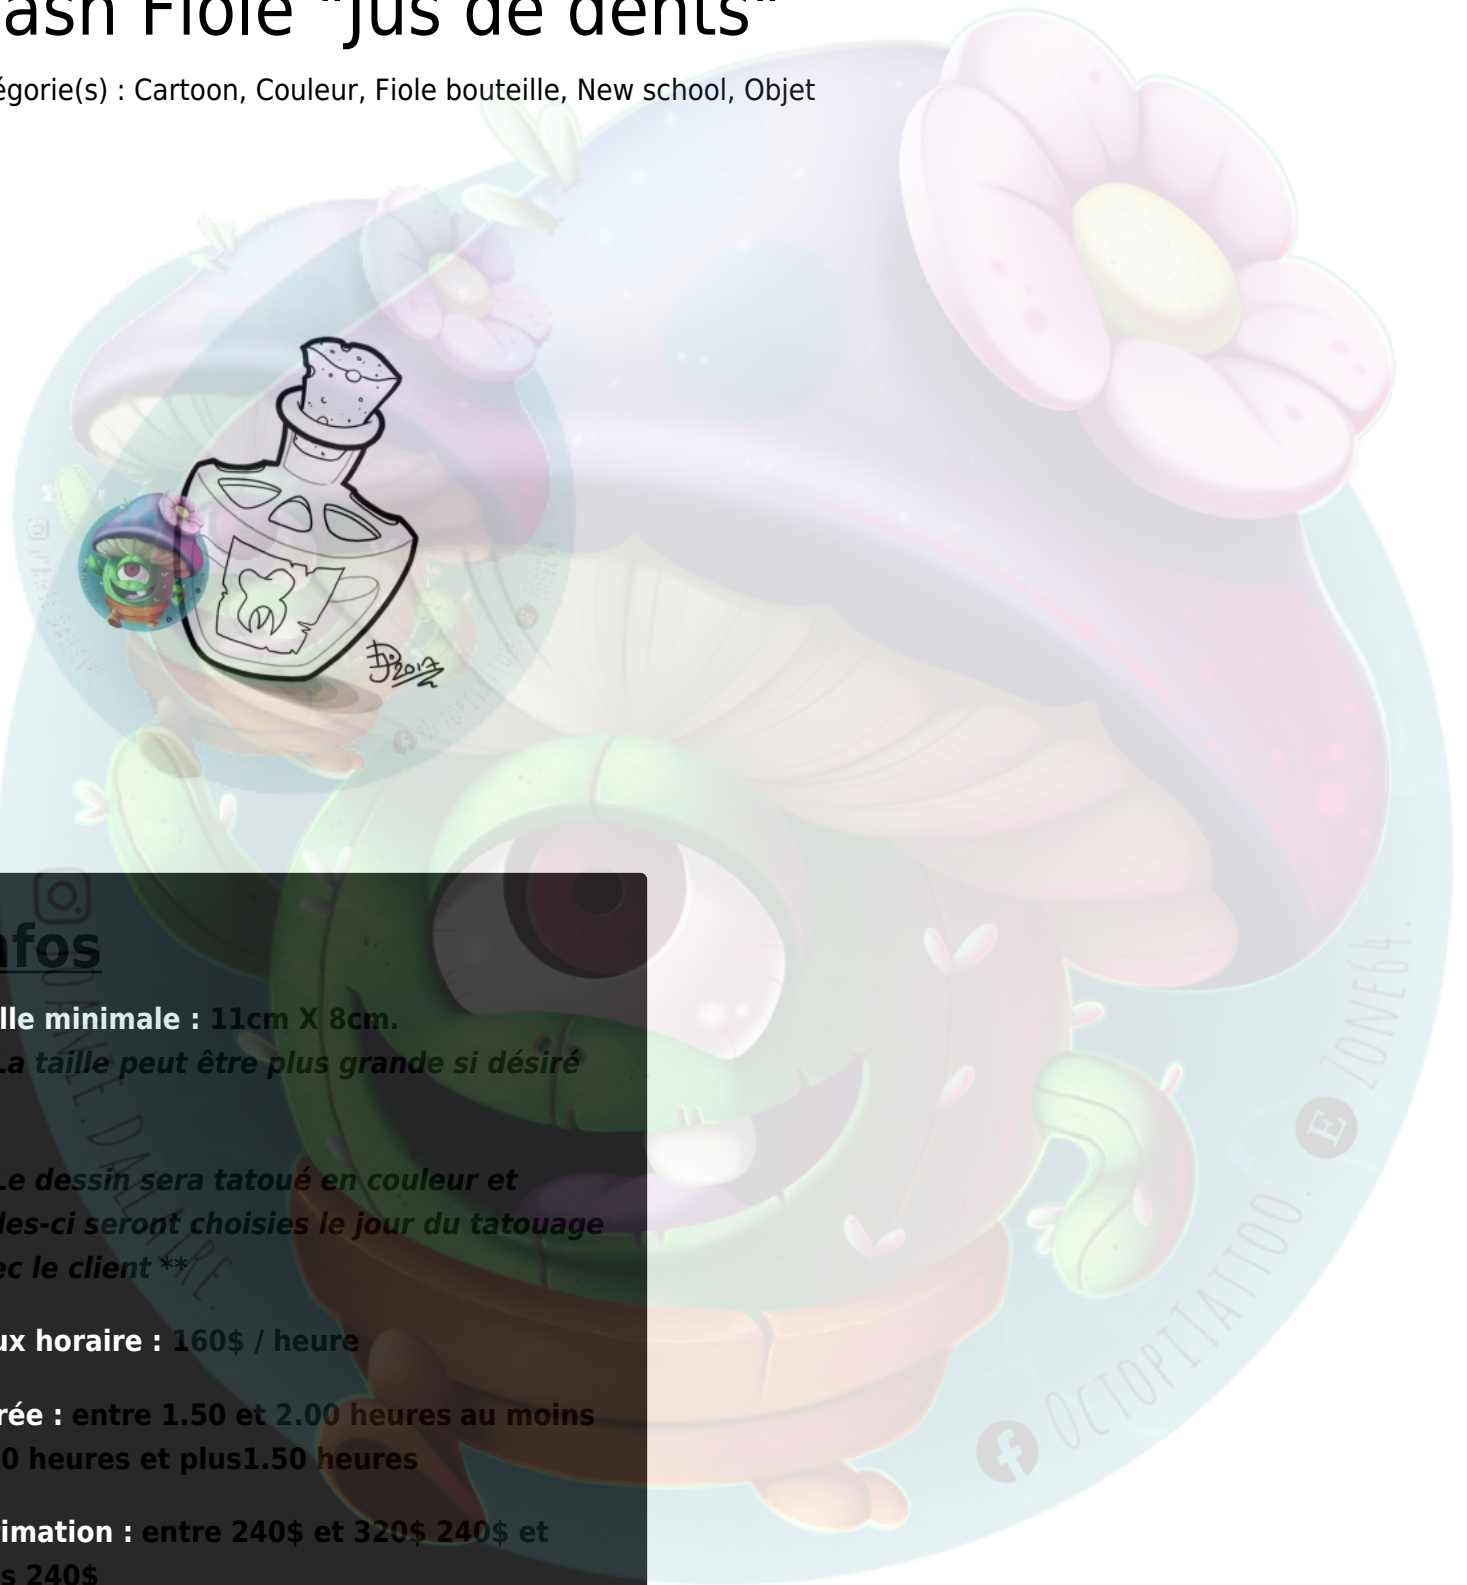 ash Fiole "Jus de dents"
égorie(s) : Cartoon, Couleur, Fiole bouteille, New school, Objet
2017
nfos
lle minimale : 11cm X 8cm.
La taille peut être plus grande si désiré
Le dessin sera tatoué en couleur et
les-ci seront choisies le jour du tatouage
ec le client **
ux horaire : 160$ / heure
rée : entre 1.50 et 2.00 heures au moins
0 heures et plus1.50 heures
imation : entre 240$ et 320$ 240$ et
s 240$
DALLAIRE.
OCTOPITATTOO.
E ZONE64.